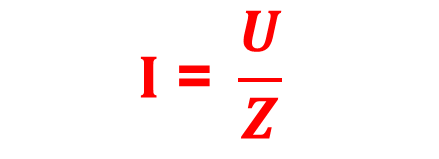 I = U/Z